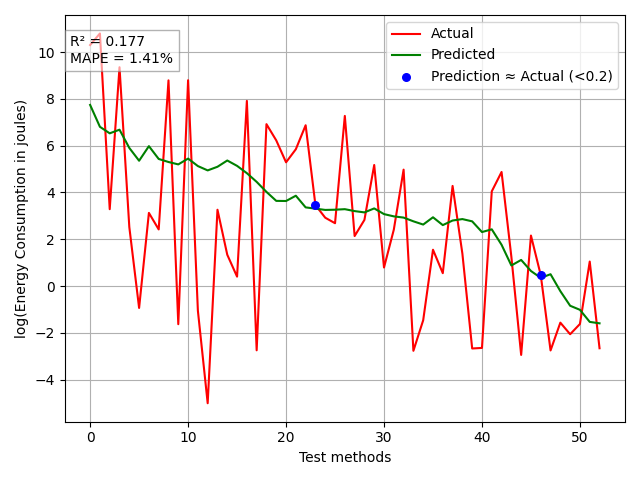 R² = 0.177
MAPE = 1.41%
Actual
Predicted
Prediction ≈ Actual (<0.2)
log(Energy Consumption in joules)
10
8
6
4
2
0
−2
−4
0
10
20
30
40
50
Test methods